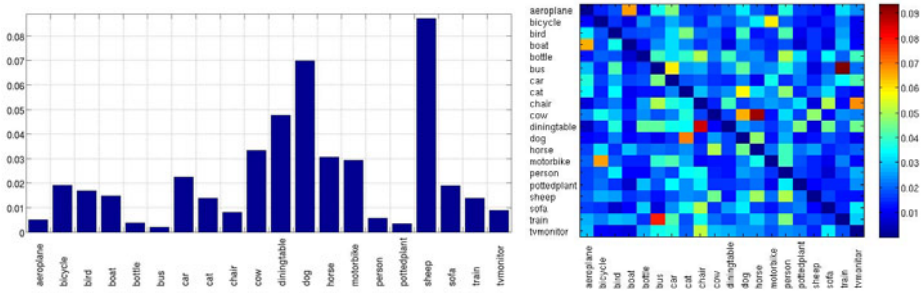 0.08
0.07
0.06
0.05
0.04
0.03
0.02
0.01
0
aeroplane
bicycle
bird
boat
bottle
bus
car
cat
chair
cow
diningtable
dog
horse
motorbike
person
pottedplant
sheep
sofa
train
tvmonitor
aeroplane
bicycle
bird
boat
bottle
bus
car
cat
chair
cow
diningtable
dog
horse
motorbike
person
pottedplant
sheep
sofa
train
tvmonitor
aeroplane
bicycle
bird
boat
bottle
bus
car
cat
chair
cow
diningtable
dog
horse
motorbike
person
pottedplant
sheep
sofa
train
tvmonitor
0.09
0.08
0.07
0.06
0.05
0.04
0.03
0.02
0.01